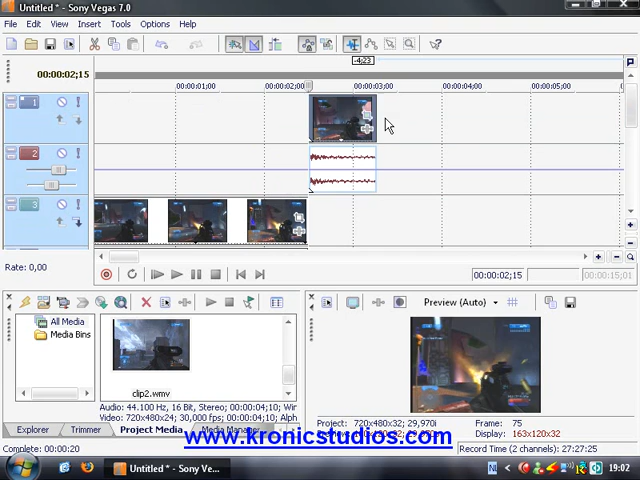 Untitled * - Sony Vegas 7.0
File Edit View Insert Tools Options Help
-4;23
00:00:02;15
00:00:01;00 00:00:02;00 00:00:03;00 00:00:04;00 00:00:05;00
1
2
3
Rate: 0,00
00:00:02;15 00:00:15;01
All Media
Media Bins
Preview (Auto)
clip2.wmv
Audio: 44.100 Hz, 16 Bit, Stereo; 00:00:04;10; Win
Video: 720x480x24; 30,000 fps; 00:00:04;10;
Explorer Trimmer Project Media Media Manager
Project: 720x480x32; 29,970i Frame: 75
Display: 163x120x32
www.kronicstudios.com
Complete: 00:00:20 Record Time (2 channels): 27:27:25
Untitled * - Sony Ve... NL 19:02